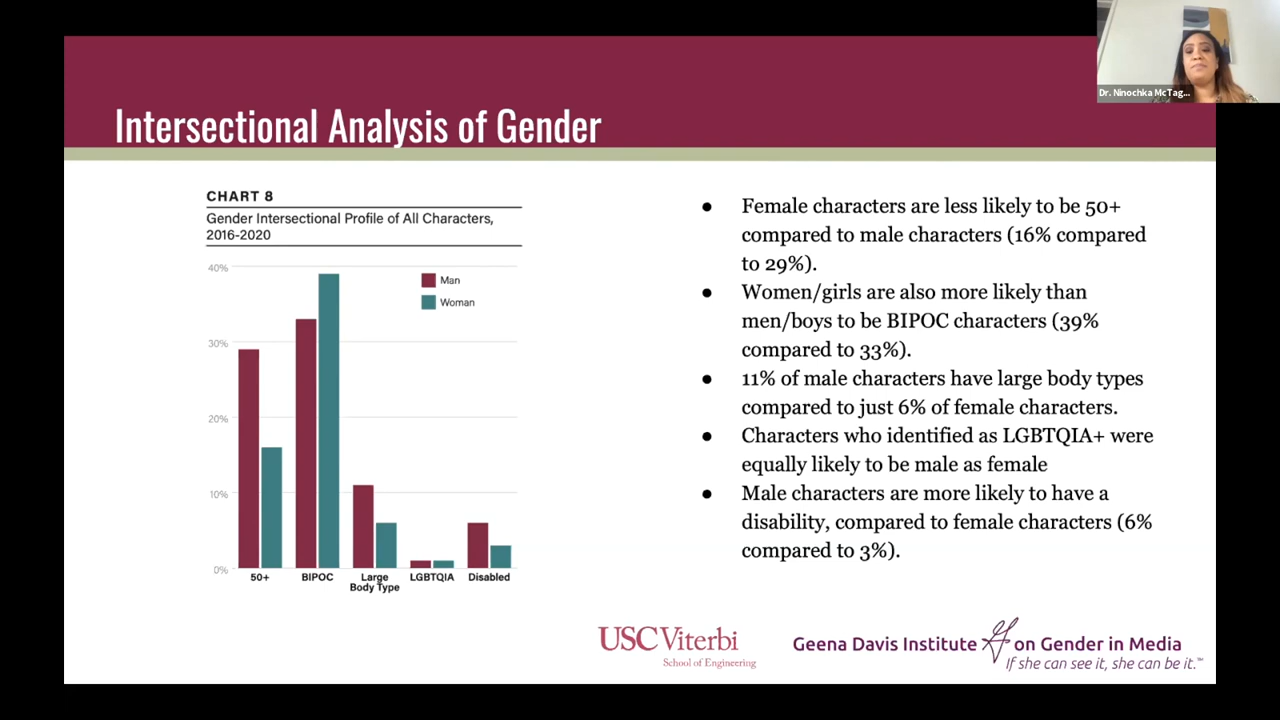 Dr. Ninochka McTag...
Intersectional Analysis of Gender
CHART 8
Gender Intersectional Profile of All Characters,
2016-2020
40%
30%
20%
10%
0%
Man
Woman
50+
BIPOC
Large
Body Type
LGBTQIA
Disabled
● Female characters are less likely to be 50+
compared to male characters (16% compared
to 29%).
● Women/girls are also more likely than
men/boys to be BIPOC characters (39%
compared to 33%).
● 11% of male characters have large body types
compared to just 6% of female characters.
● Characters who identified as LGBTQIA+ were
equally likely to be male as female
● Male characters are more likely to have a
disability, compared to female characters (6%
compared to 3%).
USC Viterbi
School of Engineering
Geena Davis Institute on Gender in Media
If she can see it, she can be it.™